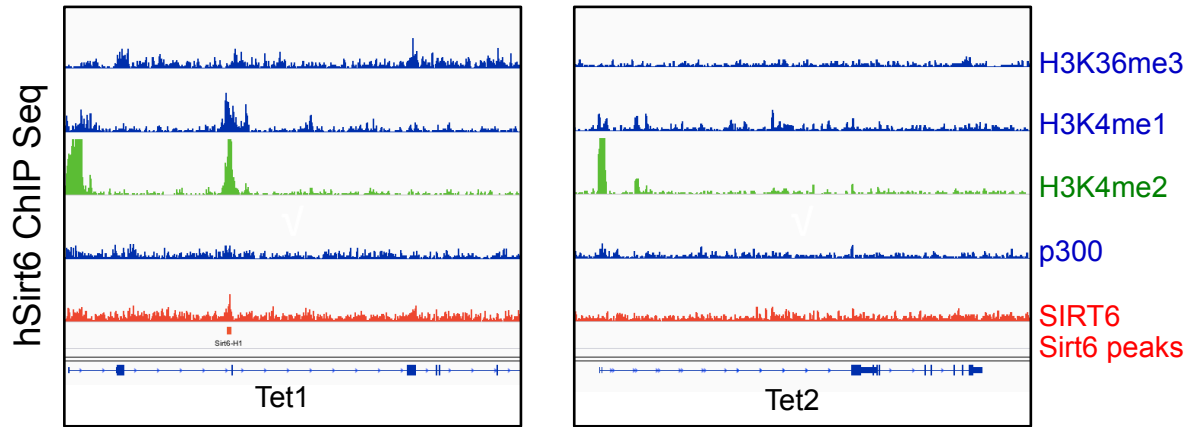 hSirt6 ChIP Seq
H3K36me3
H3K4me1
H3K4me2
√ √
p300
SIRT6
Sirt6 peaks
Sirt6-H1
Tet1
Tet2